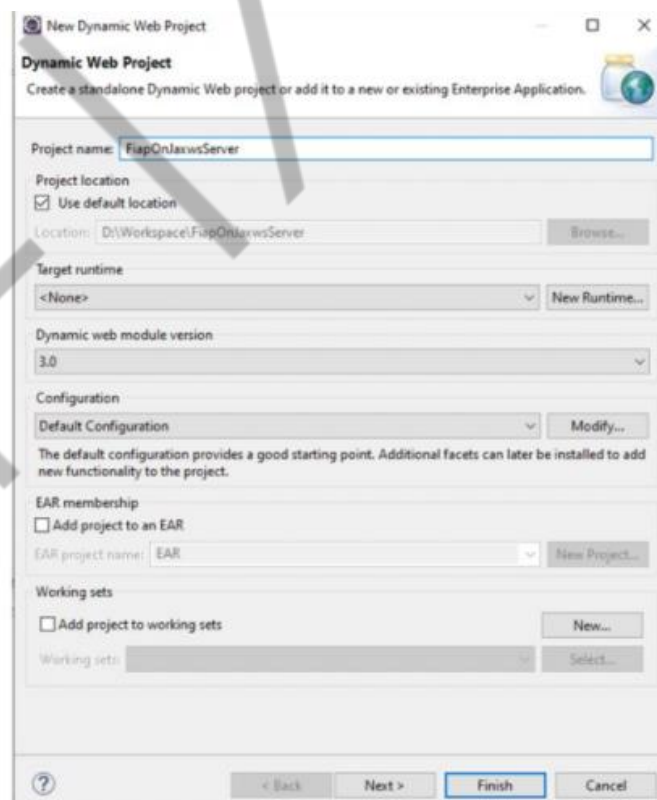 New Dynamic Web Project
Dynamic Web Project
Create a standalone Dynamic Web project or add it to a new or existing Enterprise Application.
Project name: FiapOnJaxwsServer
Project location
Use default location
Location: D:\Workspace\FiapOnJaxwsServer Browse...
Target runtime
<None> New Runtime...
Dynamic web module version
3.0
Configuration
Default Configuration Modify...
The default configuration provides a good starting point. Additional facets can later be installed to add
new functionality to the project.
EAR membership
Add project to an EAR
EAR project name: EAR New Project...
Working sets
Add project to working sets New...
Working sets: Select...
? < Back Next > Finish Cancel